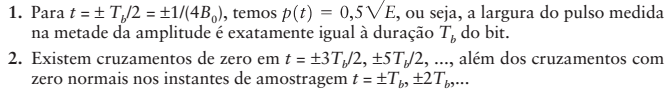 1. Para t = ± T_b/2 = ±1/(4B_0), temos p(t) = 0,5√E, ou seja, a largura do pulso medida
na metade da amplitude é exatamente igual à duração T_b do bit.
2. Existem cruzamentos de zero em t = ±3T_b/2, ±5T_b/2, ..., além dos cruzamentos com
zero normais nos instantes de amostragem t = ±T_b, ±2T_b,...